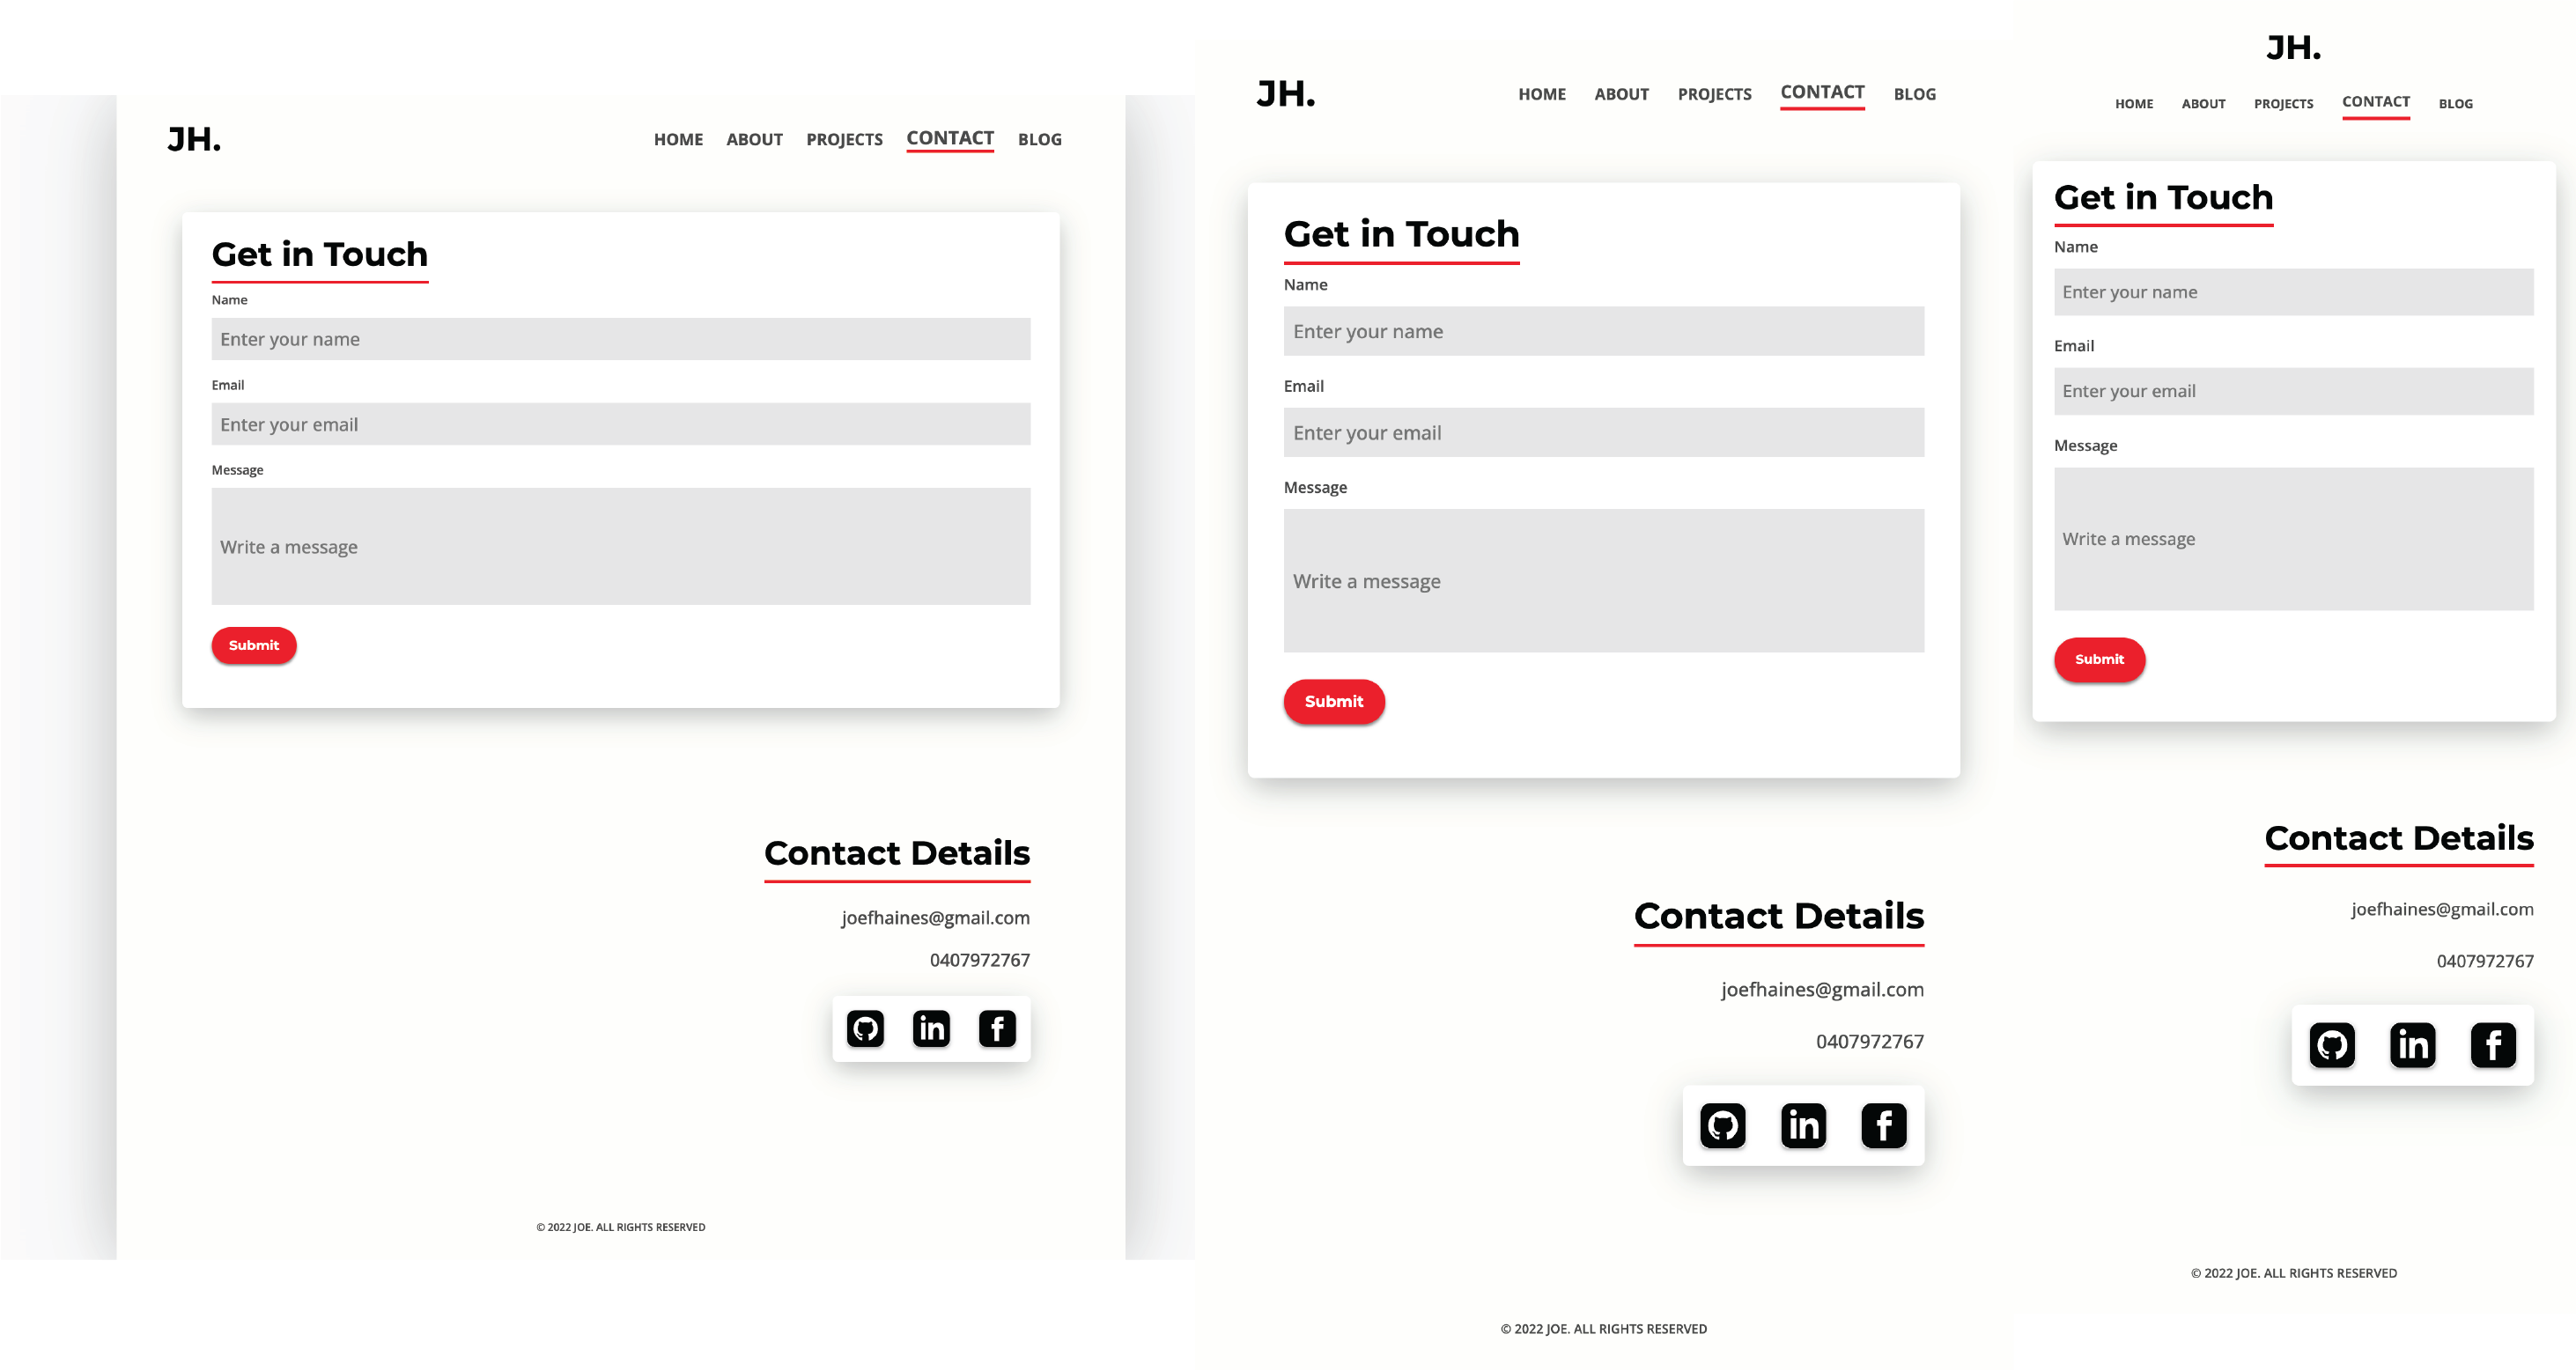 JH.
HOME ABOUT PROJECTS CONTACT BLOG
Get in Touch
Name
Enter your name
Email
Enter your email
Message
Write a message
Submit
Contact Details
joefhaines@gmail.com
0407972767
in f
© 2022 JOE. ALL RIGHTS RESERVED
JH.
HOME ABOUT PROJECTS CONTACT BLOG
Get in Touch
Name
Enter your name
Email
Enter your email
Message
Write a message
Submit
Contact Details
joefhaines@gmail.com
0407972767
in f
© 2022 JOE. ALL RIGHTS RESERVED
JH.
HOME ABOUT PROJECTS CONTACT BLOG
Get in Touch
Name
Enter your name
Email
Enter your email
Message
Write a message
Submit
Contact Details
joefhaines@gmail.com
0407972767
in f
© 2022 JOE. ALL RIGHTS RESERVED